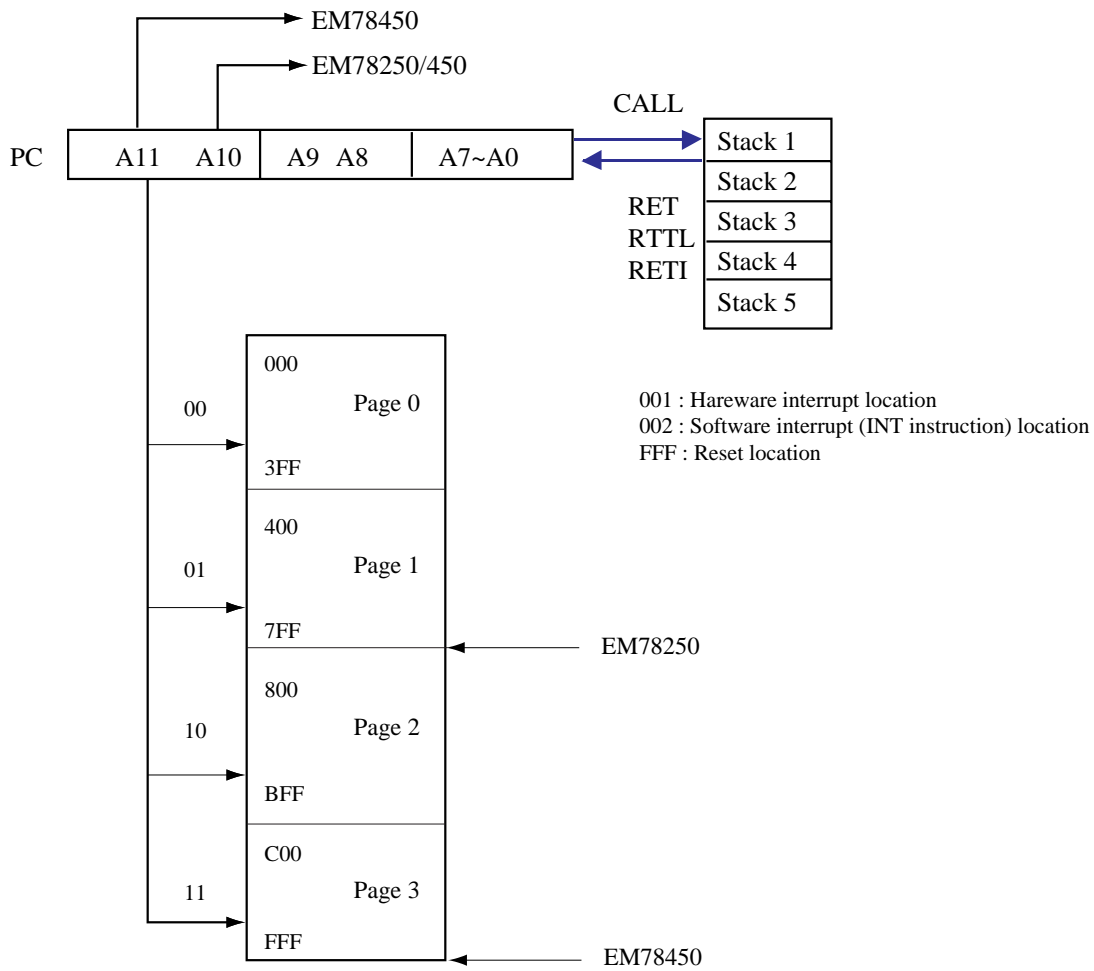 EM78450
EM78250/450
CALL
PC
A11 A10 A9 A8 A7~A0
Stack 1
Stack 2
Stack 3
Stack 4
Stack 5
RET
RTTL
RETI
000
Page 0
00
3FF
001 : Hareware interrupt location
002 : Software interrupt (INT instruction) location
FFF : Reset location
400
Page 1
01
7FF
EM78250
800
Page 2
10
BFF
C00
Page 3
11
FFF
EM78450